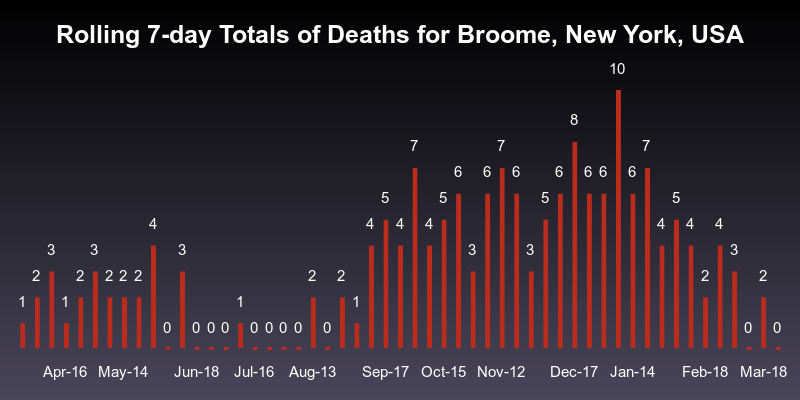 Rolling 7-day Totals of Deaths for Broome, New York, USA
1 2 3 1 2 3 2 2 2 4 0 3 0 0 0 1 0 0 0 0 2 0 2 1 4 5 4 7 4 5 6 3 6 7 6 3 5 6 8 6 6 10 6 7 4 5 4 2 4 3 0 2 0
Apr-16 May-14 Jun-18 Jul-16 Aug-13 Sep-17 Oct-15 Nov-12 Dec-17 Jan-14 Feb-18 Mar-18